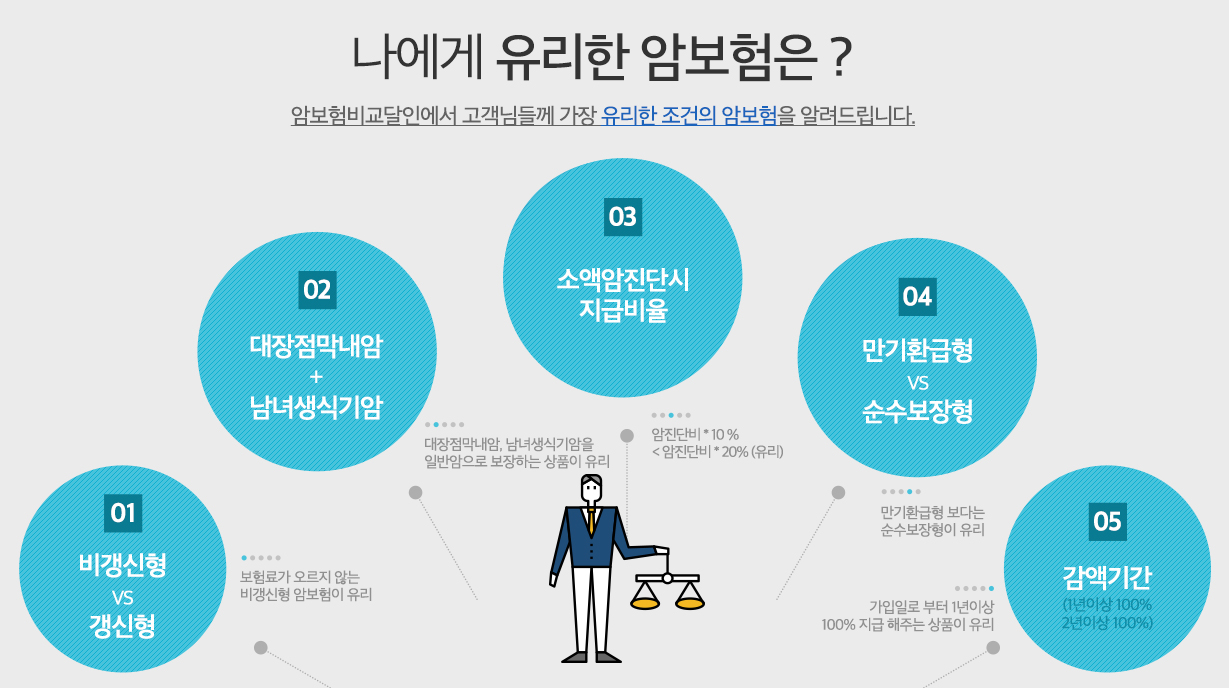 나에게 유리한 암보험은 ?
암보험비교달인에서 고객님들께 가장 유리한 조건의 암보험을 알려드립니다.
01
비갱신형
VS
갱신형
보험료가 오르지 않는
비갱신형 암보험이 유리
02
대장점막내암
+
남녀생식기암
대장점막내암, 남녀생식기암을
일반암으로 보장하는 상품이 유리
03
소액암진단시
지급비율
암진단비 * 10 %
< 암진단비 * 20% (유리)
04
만기환급형
VS
순수보장형
만기환급형 보다는
순수보장형이 유리
05
감액기간
(1년이상 100%
2년이상 100%)
가입일로 부터 1년이상
100% 지급 해주는 상품이 유리